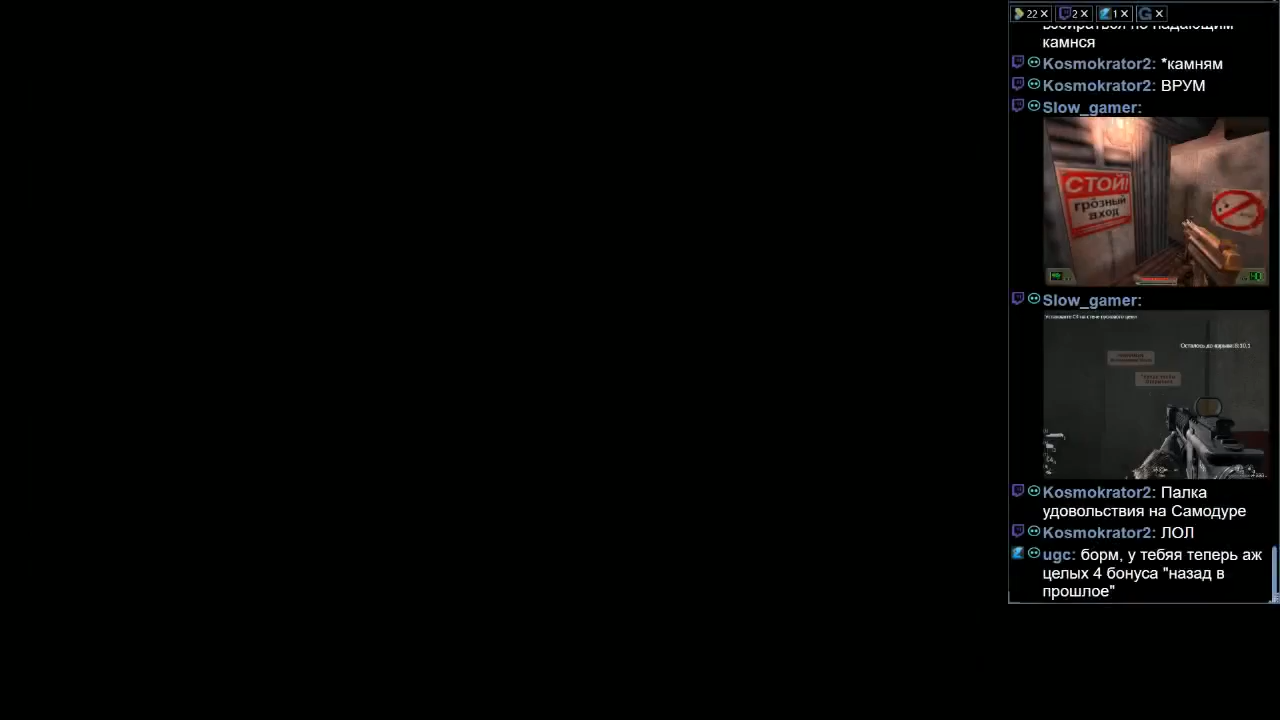 22 × 2 × 1 × G ×
камнся
Kosmokrator2: *камням
Kosmokrator2: ВРУМ
Slow_gamer:
СТОЙ!
грозный
вход
Slow_gamer:
Kosmokrator2: Палка
удовольствия на Самодуре
Kosmokrator2: ЛОЛ
ugc: борм, у тебяя теперь аж
целых 4 бонуса "назад в
прошлое"